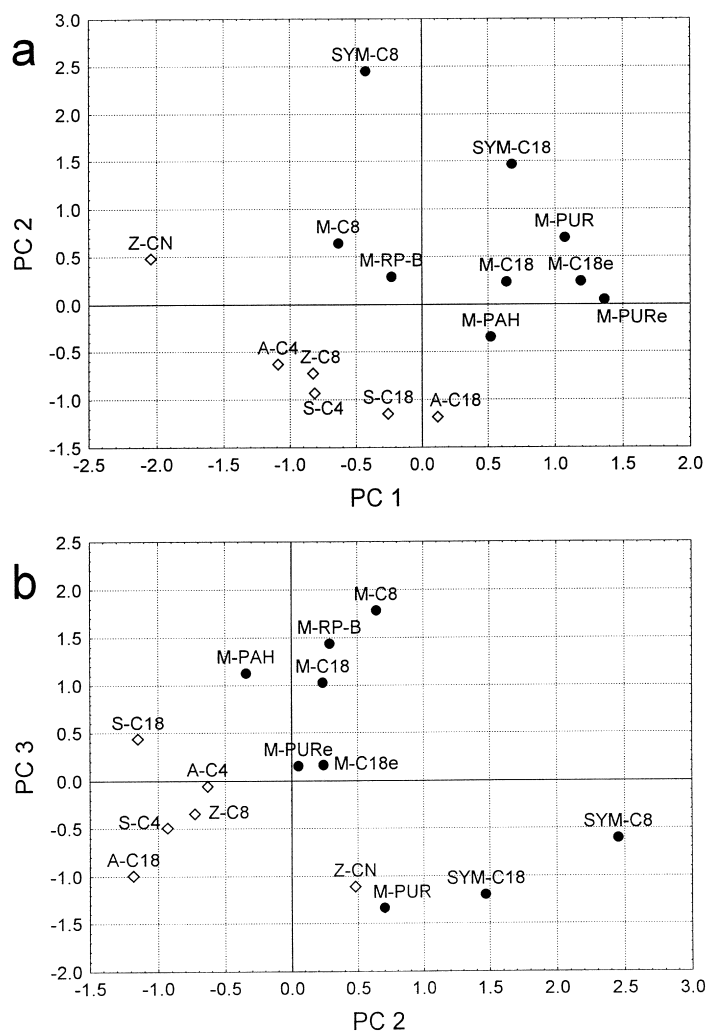 a
3.0
2.5
2.0
1.5
1.0
0.5
0.0
-0.5
-1.0
-1.5
PC 2
SYM-C8
SYM-C18
M-PUR
M-C8
Z-CN
M-RP-B
M-C18
M-C18e
M-PAH
M-PURe
A-C4
Z-C8
S-C4
S-C18
A-C18
-2.5 -2.0 -1.5 -1.0 -0.5 0.0 0.5 1.0 1.5 2.0
PC 1
b
2.5
2.0
1.5
1.0
0.5
0.0
-0.5
-1.0
-1.5
-2.0
PC 3
M-C8
M-RP-B
M-PAH
M-C18
S-C18
M-PURe
M-C18e
A-C4
Z-C8
S-C4
SYM-C8
A-C18
Z-CN
M-PUR
SYM-C18
-1.5 -1.0 -0.5 0.0 0.5 1.0 1.5 2.0 2.5 3.0
PC 2